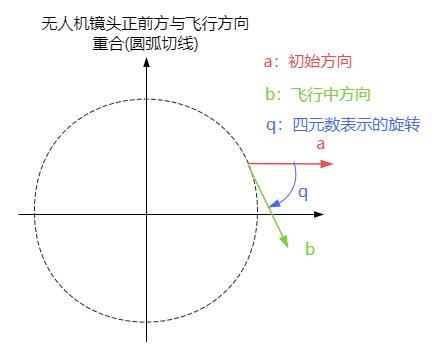 无人机镜头正前方与飞行方向
重合(圆弧切线)
a：初始方向
b：飞行中方向
q：四元数表示的旋转
a
q
b